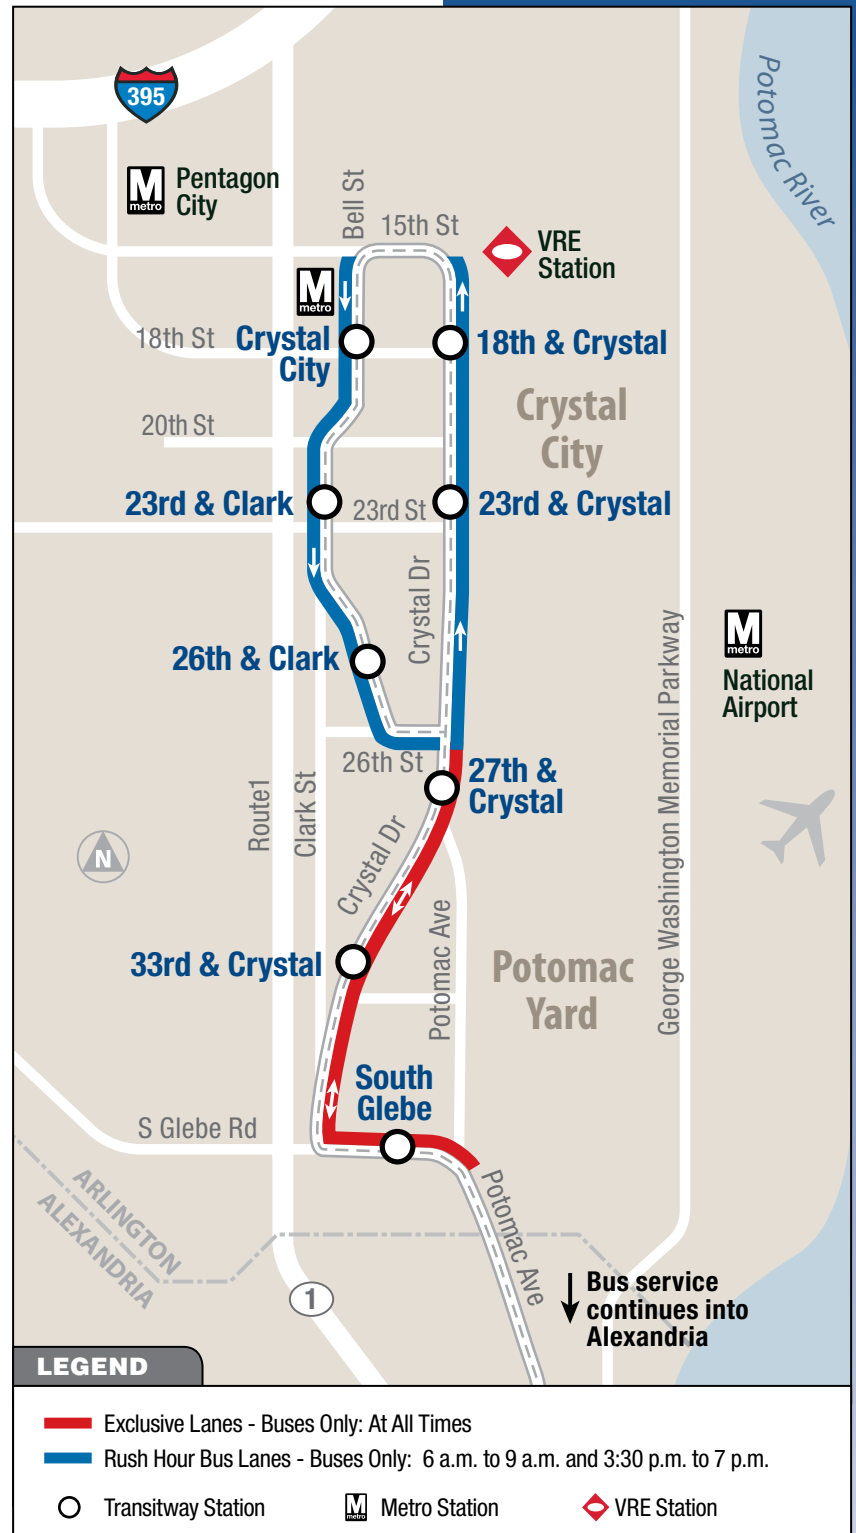 395
Potomac River
M
metro
Pentagon
City
Bell St
15th St
VRE
Station
M
metro
18th St
Crystal
City
18th & Crystal
Crystal
City
20th St
23rd & Clark
23rd St
23rd & Crystal
Crystal Dr
26th & Clark
M
metro
National
Airport
George Washington Memorial Parkway
26th St
27th &
Crystal
Route1
Clark St
Crystal Dr
N
Potomac Ave
33rd & Crystal
Potomac
Yard
South
Glebe
S Glebe Rd
ARLINGTON
ALEXANDRIA
Potomac Ave
1
Bus service
continues into
Alexandria
LEGEND
Exclusive Lanes - Buses Only: At All Times
Rush Hour Bus Lanes - Buses Only: 6 a.m. to 9 a.m. and 3:30 p.m. to 7 p.m.
Transitway Station
M
metro
Metro Station
VRE Station